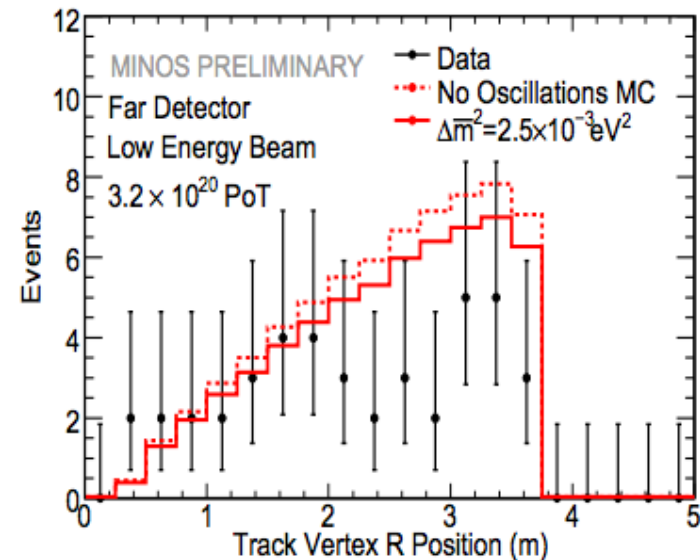 12
10
8
6
4
2
0
Events
MINOS PRELIMINARY
Far Detector
Low Energy Beam
3.2 × 10²⁰ PoT
Data
No Oscillations MC
Δm̅²=2.5×10⁻³eV²
0 1 2 3 4 5
Track Vertex R Position (m)